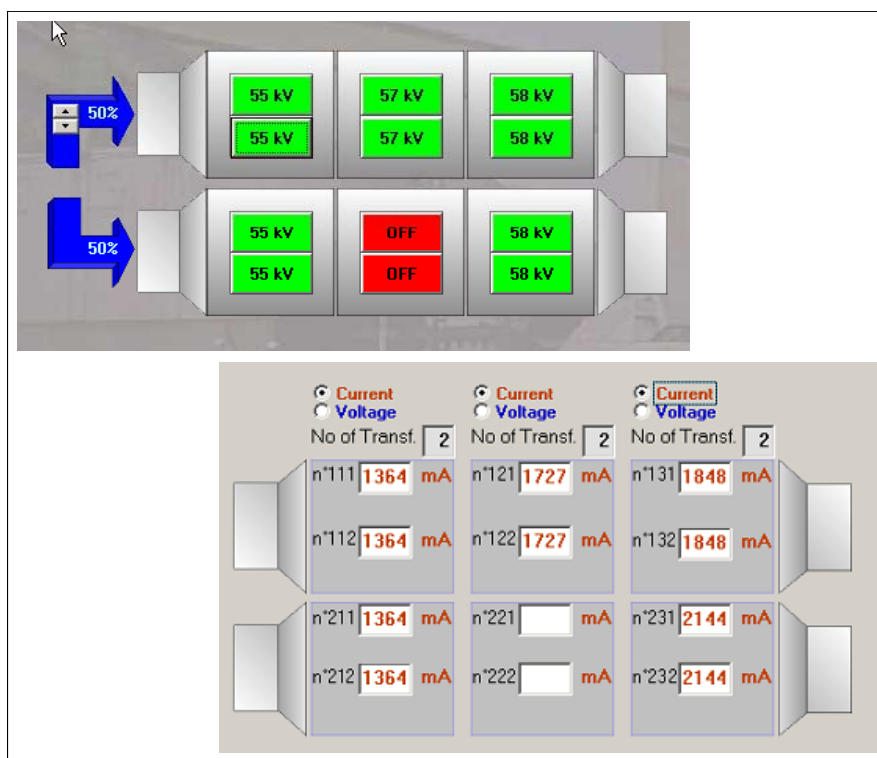 55 kV 57 kV 58 kV
50%
55 kV 57 kV 58 kV
55 kV OFF 58 kV
50%
55 kV OFF 58 kV
Current Current Current
Voltage Voltage Voltage
No of Transf. 2 No of Transf. 2 No of Transf. 2
n°111 1364 mA n°121 1727 mA n°131 1848 mA
n°112 1364 mA n°122 1727 mA n°132 1848 mA
n°211 1364 mA n°221 mA n°231 2144 mA
n°212 1364 mA n°222 mA n°232 2144 mA